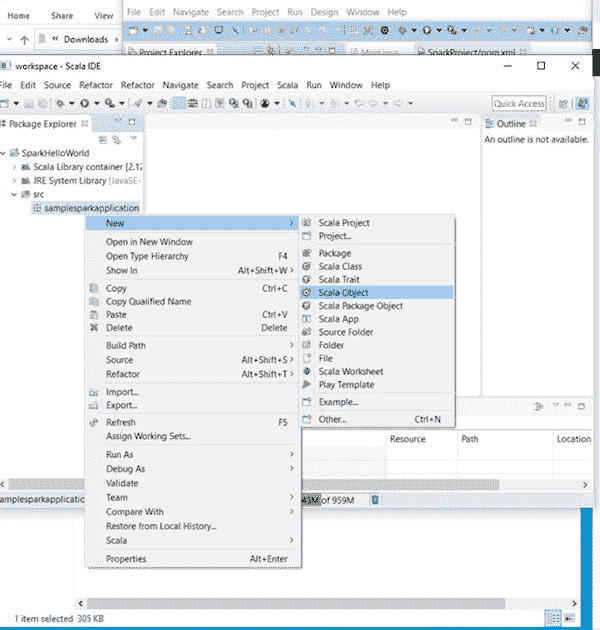 Home Share View
File Edit Navigate Search Project Run Design Window Help
Downloads
Project Explorer Main.java SparkProject/pom.xml
workspace - Scala IDE
File Edit Source Refactor Refactor Navigate Search Project Scala Run Window Help
Quick Access
Package Explorer
Outline
An outline is not available.
SparkHelloWorld
Scala Library container [2.12
JRE System Library [JavaSE-
src
samplesparkapplication
New
Open in New Window
Open Type Hierarchy F4
Show In Alt+Shift+W
Copy Ctrl+C
Copy Qualified Name
Paste Ctrl+V
Delete Delete
Build Path
Source Alt+Shift+S
Refactor Alt+Shift+T
Import...
Export...
Refresh F5
Assign Working Sets...
Run As
Debug As
Validate
Team
Compare With
Restore from Local History...
Scala
Properties Alt+Enter
Scala Project
Project...
Package
Scala Class
Scala Trait
Scala Object
Scala Package Object
Scala App
Source Folder
Folder
File
Scala Worksheet
Play Template
Example...
Other... Ctrl+N
Resource Path Location
amplesparkapplication
43M of 959M
1 item selected 305 KB